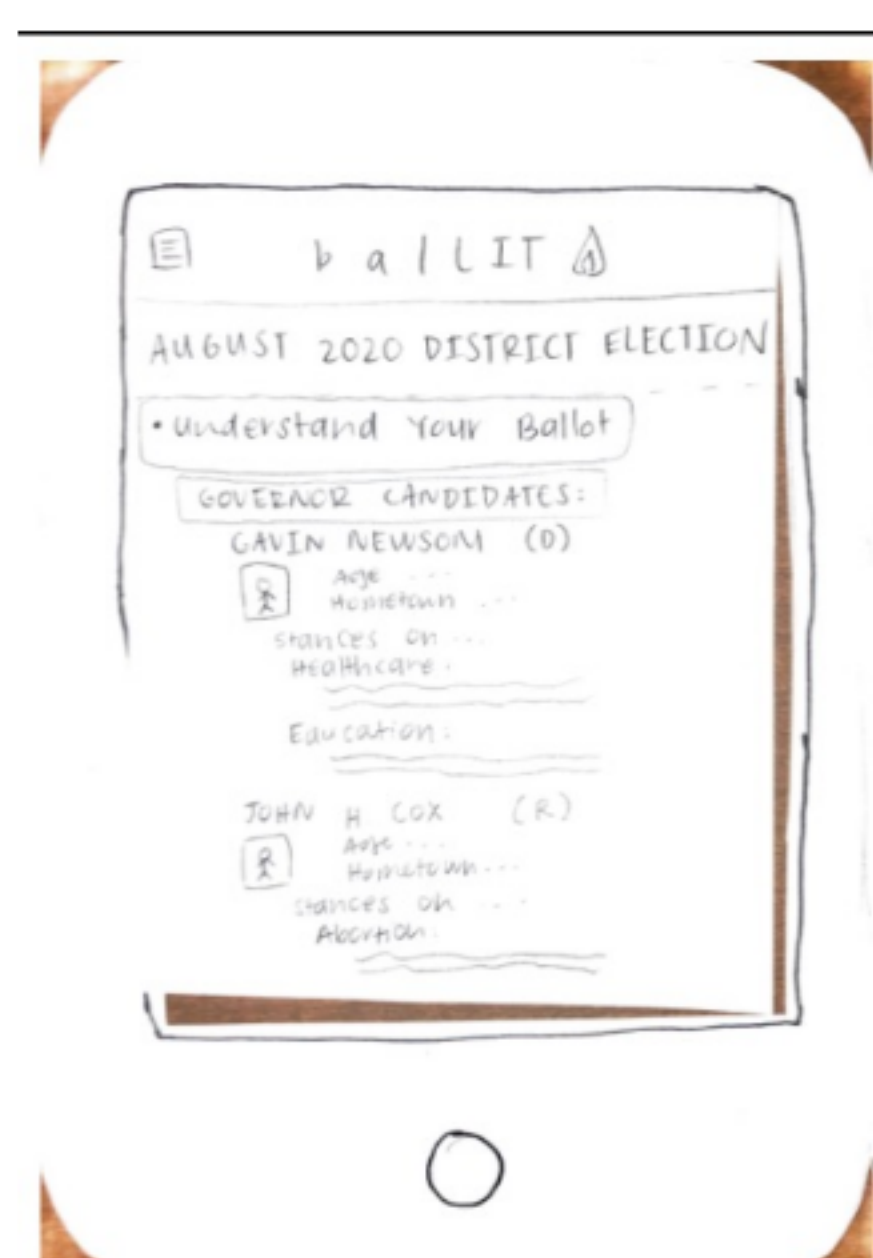 balLIT
AUGUST 2020 DISTRICT ELECTION
• Understand Your Ballot
GOVERNOR CANDIDATES:
GAVIN NEWSOM (D)
Age ...
Hometown ...
Stances on ...
Healthcare:
Education:
JOHN H COX (R)
Age ...
Hometown ...
Stances on ...
Abortion: